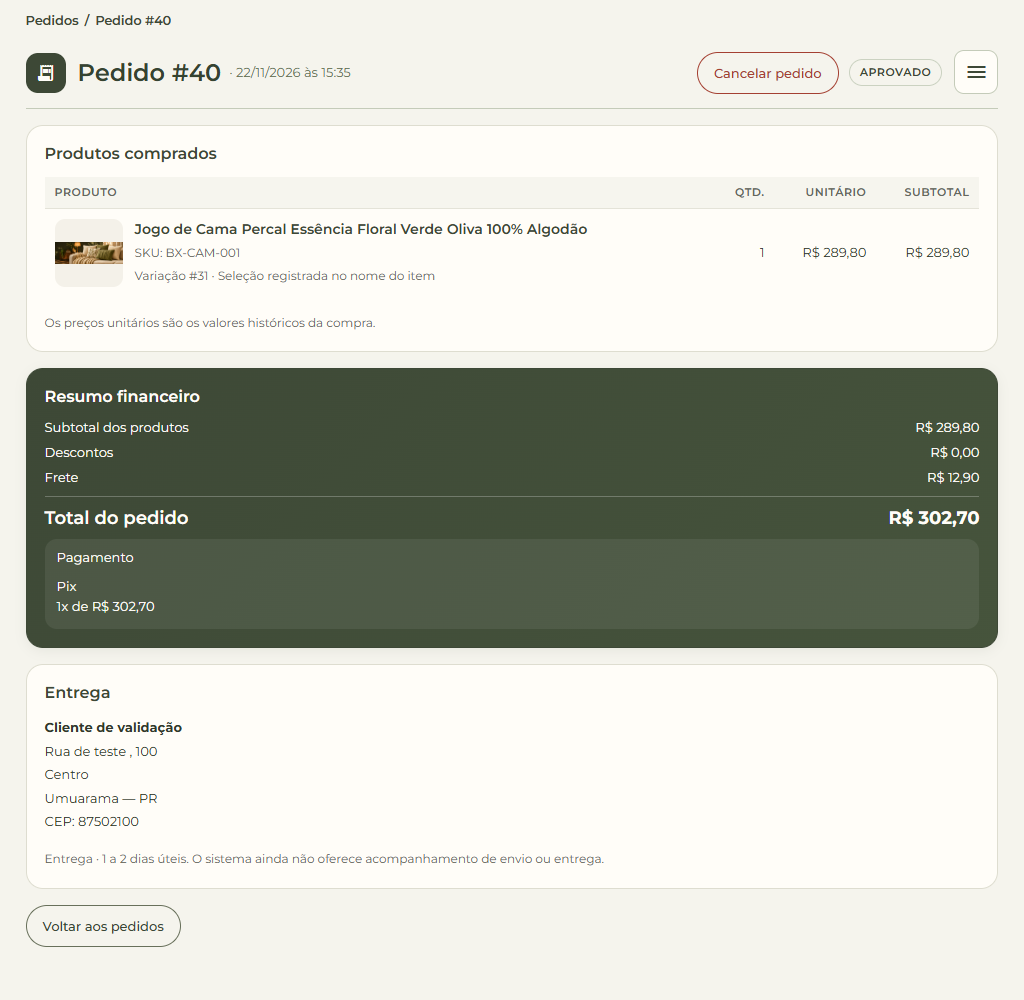 Pedidos / Pedido #40
Pedido #40 · 22/11/2026 às 15:35
Cancelar pedido
APROVADO
Produtos comprados
PRODUTO QTD. UNITÁRIO SUBTOTAL
Jogo de Cama Percal Essência Floral Verde Oliva 100% Algodão
SKU: BX-CAM-001
1 R$ 289,80 R$ 289,80
Variação #31 · Seleção registrada no nome do item
Os preços unitários são os valores históricos da compra.
Resumo financeiro
Subtotal dos produtos R$ 289,80
Descontos R$ 0,00
Frete R$ 12,90
Total do pedido R$ 302,70
Pagamento
Pix
1x de R$ 302,70
Entrega
Cliente de validação
Rua de teste , 100
Centro
Umuarama — PR
CEP: 87502100
Entrega · 1 a 2 dias úteis. O sistema ainda não oferece acompanhamento de envio ou entrega.
Voltar aos pedidos